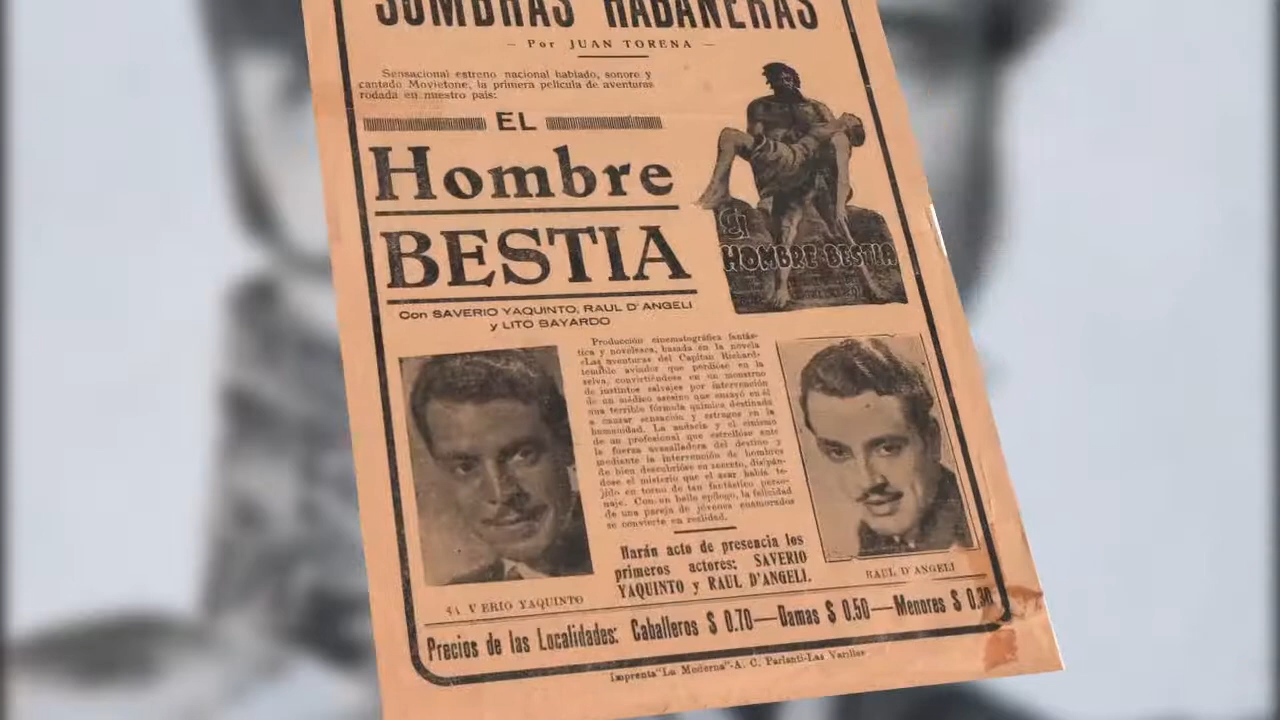 SOMBRAS HABANERAS
— Por JUAN TORENA —
Sensacional estreno nacional hablado, sonoro y
cantado Movietone, la primera película de aventuras
rodada en nuestro país:
EL
Hombre
BESTIA
Con SAVERIO YAQUINTO, RAUL D'ANGELI
y LITO BAYARDO
El
HOMBRE BESTIA
Producción cinematográfica fantás-
tica y novelesca, basada en la novela
«Las aventuras del Capitán Richard»
temible aviador que perdióse en la
selva, convirtiéndose en un monstruo
de instintos salvajes por intervención
de un médico asesino que ensayó en él
una terrible fórmula química destinada
a causar sensación y estragos en la
humanidad. La audacia y el cinismo
de un profesional que estrellóse ante
la fuerza avasalladora del destino y
mediante la intervención de hombres
de bien descubrióse en secreto, disipán-
dose el misterio que el azar había te-
jido en torno de tan fantástico perso-
naje. Con un bello epílogo, la felicidad
de una pareja de jóvenes enamorados
se convierte en realidad.
Harán acto de presencia los
primeros actores: SAVERIO
YAQUINTO y RAUL D'ANGELI.
SAVERIO YAQUINTO
RAUL D'ANGELI
Precios de las Localidades: Caballeros $ 0.70—Damas $ 0.50—Menores $ 0.30
Imprenta "La Moderna"-A. C. Parlanti-Las Varillas